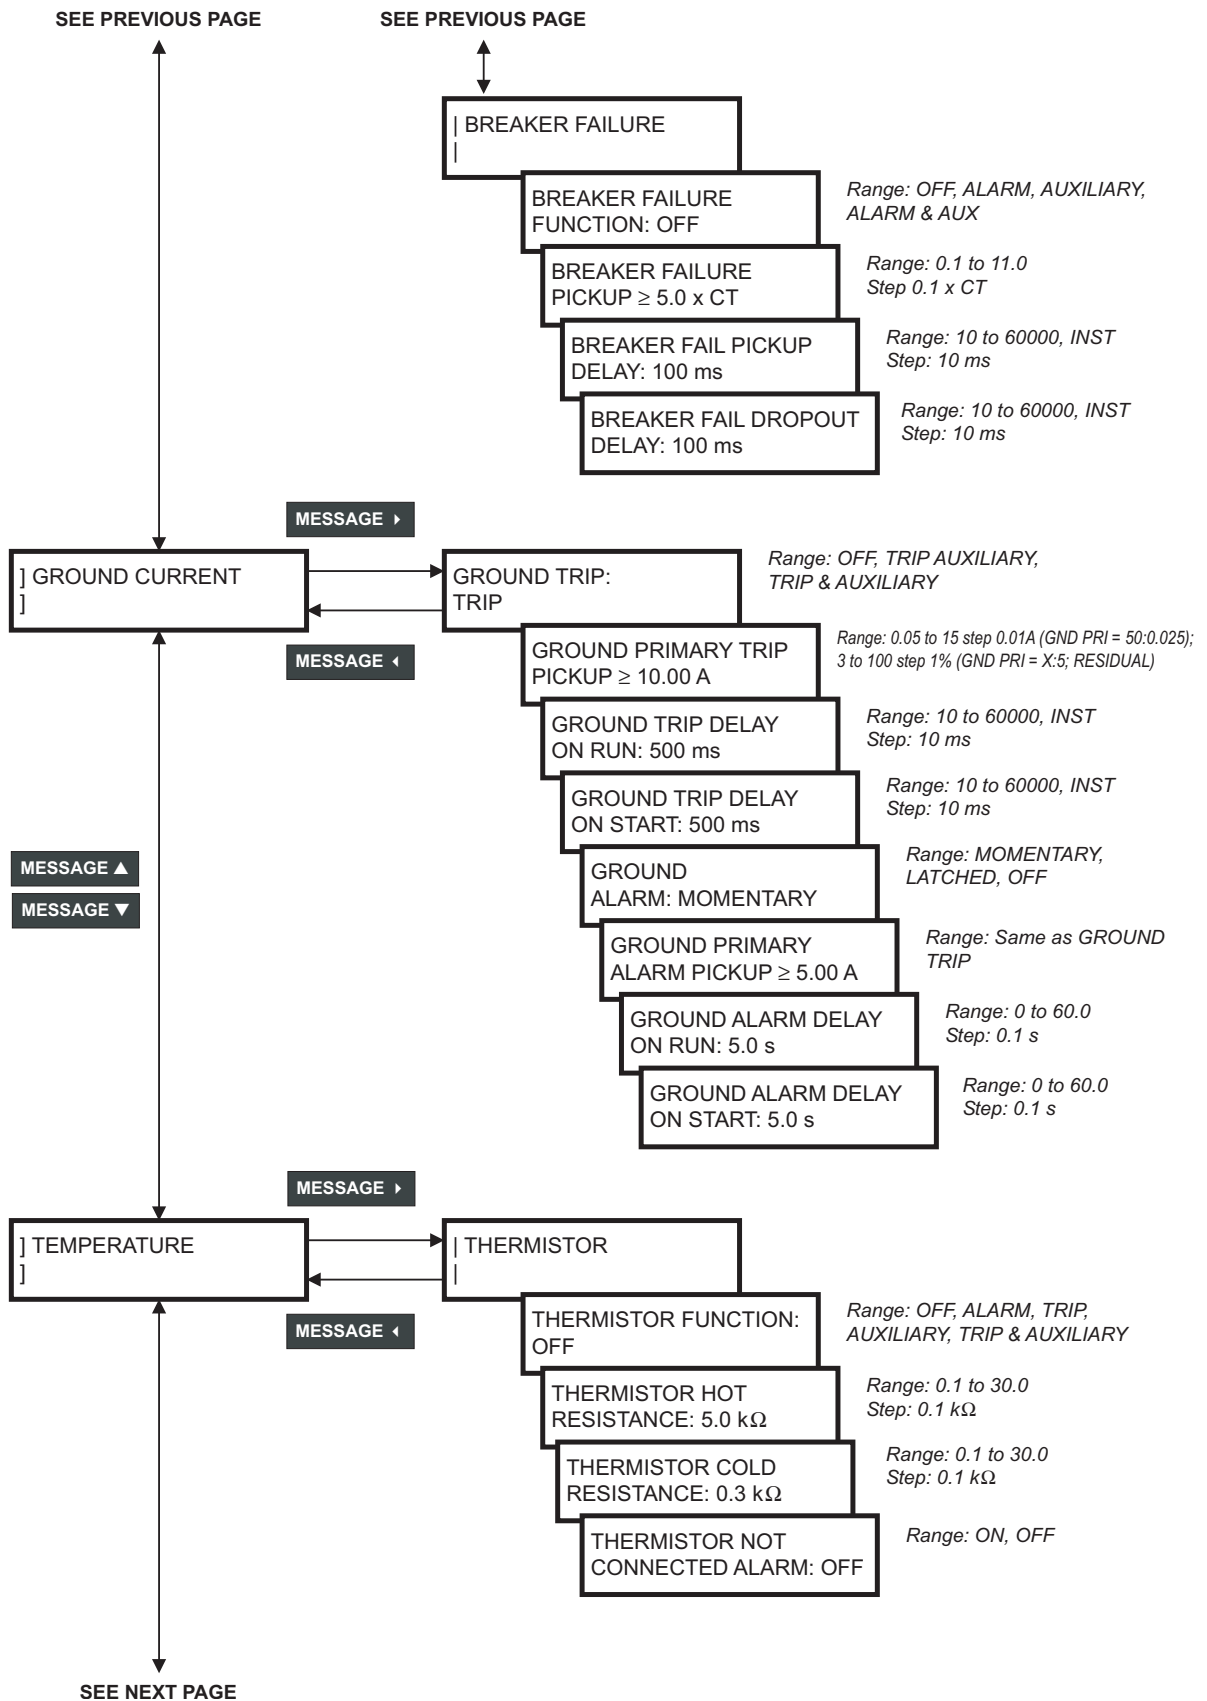 SEE PREVIOUS PAGE
SEE PREVIOUS PAGE
| BREAKER FAILURE
|
BREAKER FAILURE
FUNCTION: OFF
Range: OFF, ALARM, AUXILIARY,
ALARM & AUX
BREAKER FAILURE
PICKUP ≥ 5.0 x CT
Range: 0.1 to 11.0
Step 0.1 x CT
BREAKER FAIL PICKUP
DELAY: 100 ms
Range: 10 to 60000, INST
Step: 10 ms
BREAKER FAIL DROPOUT
DELAY: 100 ms
Range: 10 to 60000, INST
Step: 10 ms
MESSAGE ▸
] GROUND CURRENT
]
GROUND TRIP:
TRIP
Range: OFF, TRIP AUXILIARY,
TRIP & AUXILIARY
MESSAGE ◂
GROUND PRIMARY TRIP
PICKUP ≥ 10.00 A
Range: 0.05 to 15 step 0.01A (GND PRI = 50:0.025);
3 to 100 step 1% (GND PRI = X:5; RESIDUAL)
GROUND TRIP DELAY
ON RUN: 500 ms
Range: 10 to 60000, INST
Step: 10 ms
GROUND TRIP DELAY
ON START: 500 ms
Range: 10 to 60000, INST
Step: 10 ms
MESSAGE ▲
MESSAGE ▼
GROUND
ALARM: MOMENTARY
Range: MOMENTARY,
LATCHED, OFF
GROUND PRIMARY
ALARM PICKUP ≥ 5.00 A
Range: Same as GROUND
TRIP
GROUND ALARM DELAY
ON RUN: 5.0 s
Range: 0 to 60.0
Step: 0.1 s
GROUND ALARM DELAY
ON START: 5.0 s
Range: 0 to 60.0
Step: 0.1 s
MESSAGE ▸
] TEMPERATURE
]
| THERMISTOR
|
MESSAGE ◂
THERMISTOR FUNCTION:
OFF
Range: OFF, ALARM, TRIP,
AUXILIARY, TRIP & AUXILIARY
THERMISTOR HOT
RESISTANCE: 5.0 kΩ
Range: 0.1 to 30.0
Step: 0.1 kΩ
THERMISTOR COLD
RESISTANCE: 0.3 kΩ
Range: 0.1 to 30.0
Step: 0.1 kΩ
THERMISTOR NOT
CONNECTED ALARM: OFF
Range: ON, OFF
SEE NEXT PAGE